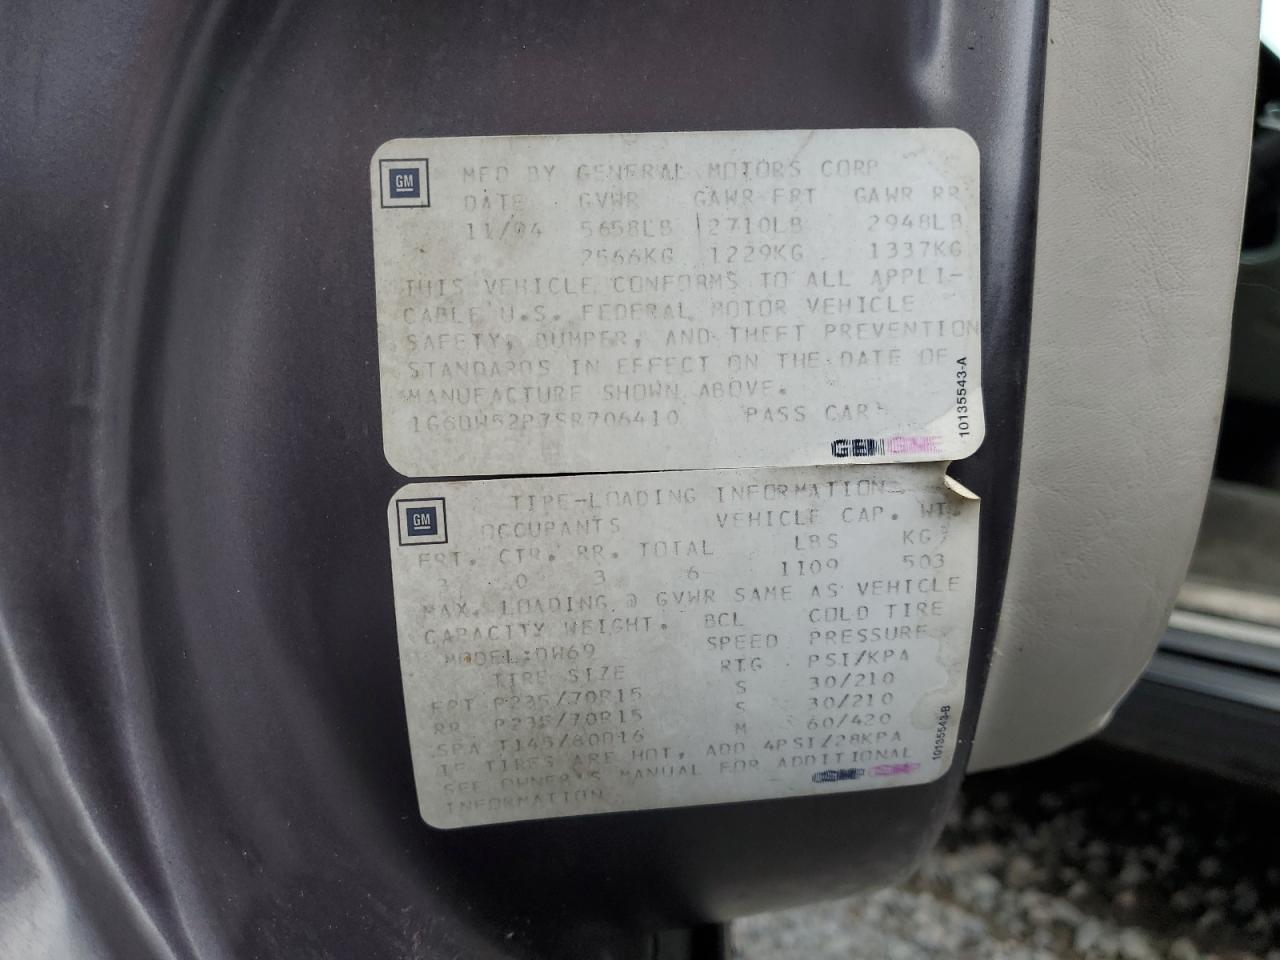 GM
MFD BY GENERAL MOTORS CORP
DATE GVWR GAWR FRT GAWR RR
11/94 5658LB 2710LB 2948LB
2566KG 1229KG 1337KG
THIS VEHICLE CONFORMS TO ALL APPLI-
CABLE U.S. FEDERAL MOTOR VEHICLE
SAFETY, BUMPER, AND THEFT PREVENTION
STANDARDS IN EFFECT ON THE DATE OF
MANUFACTURE SHOWN ABOVE.
1G6DW52P7SR706410 PASS CAR
10135543-A
GM
TIRE-LOADING INFORMATION
OCCUPANTS VEHICLE CAP. WT.
FRT. CTR. RR. TOTAL LBS KG
3 0 3 6 1109 503
MAX. LOADING @ GVWR SAME AS VEHICLE
CAPACITY WEIGHT. BCL COLD TIRE
MODEL:DW69 SPEED PRESSURE
TIRE SIZE RTG PSI/KPA
FRT P235/70R15 S 30/210
RR P235/70R15 S 30/210
SPA T145/80D16 M 60/420
IF TIRES ARE HOT, ADD 4PSI/28KPA
SEE OWNER'S MANUAL FOR ADDITIONAL
INFORMATION
10135543-B